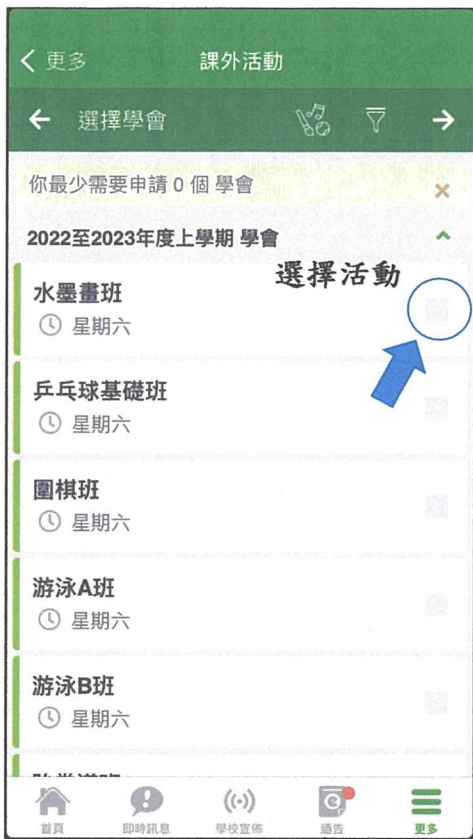 更多
課外活動
選擇學會
你最少需要申請 0 個 學會
2022至2023年度上學期 學會
選擇活動
水墨畫班
星期六
乒乓球基礎班
星期六
圍棋班
星期六
游泳A班
星期六
游泳B班
星期六
首頁
即時訊息
學校宣佈
通告
更多